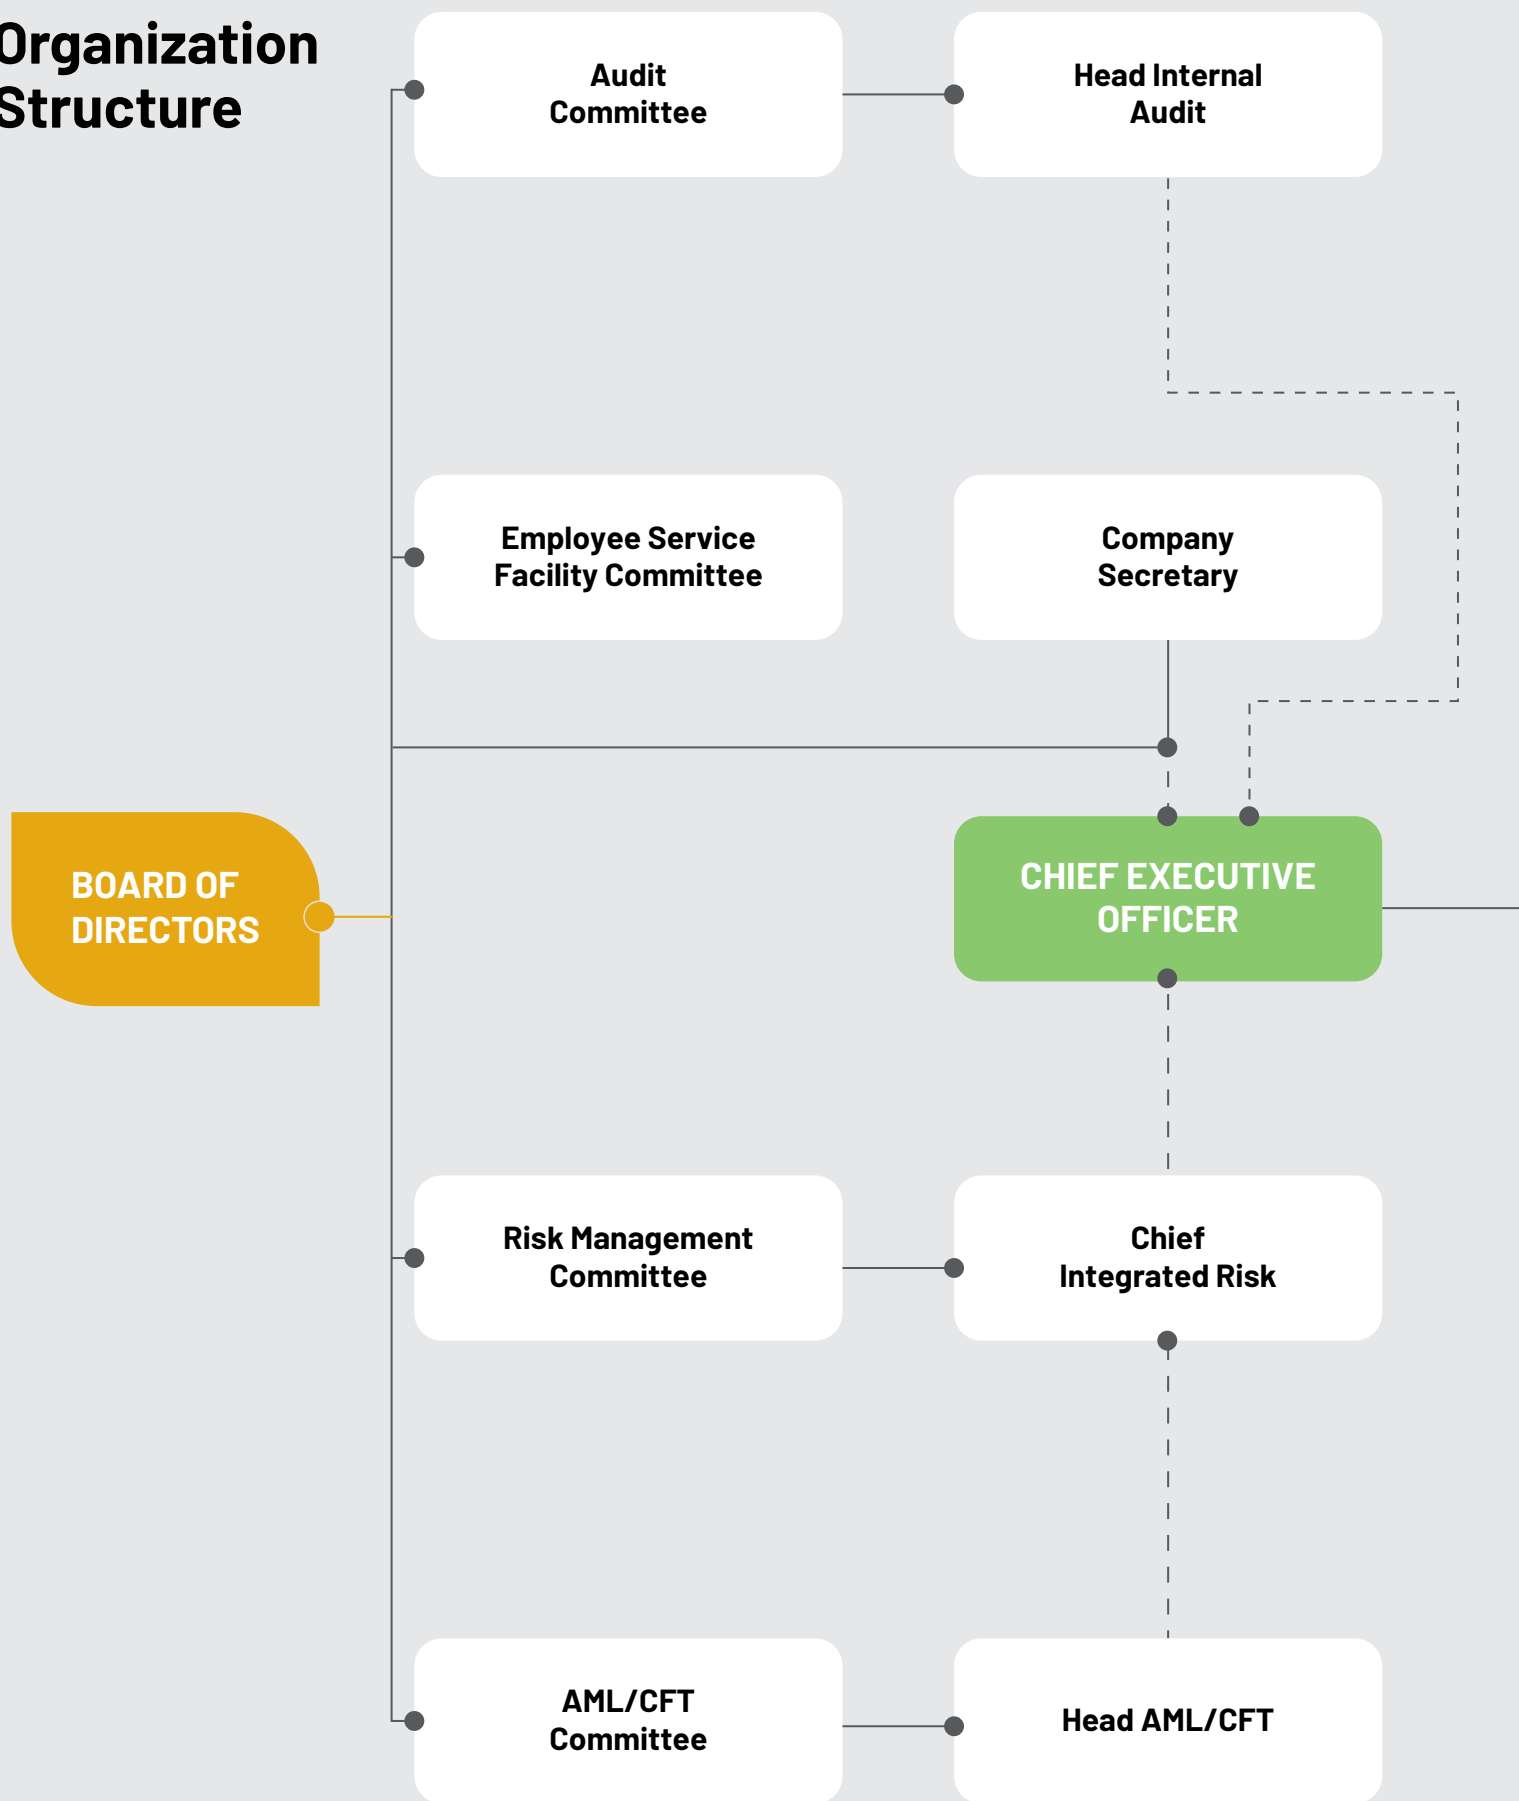 Organization
Structure
Audit
Committee
Head Internal
Audit
Employee Service
Facility Committee
Company
Secretary
BOARD OF
DIRECTORS
CHIEF EXECUTIVE
OFFICER
Risk Management
Committee
Chief
Integrated Risk
AML/CFT
Committee
Head AML/CFT